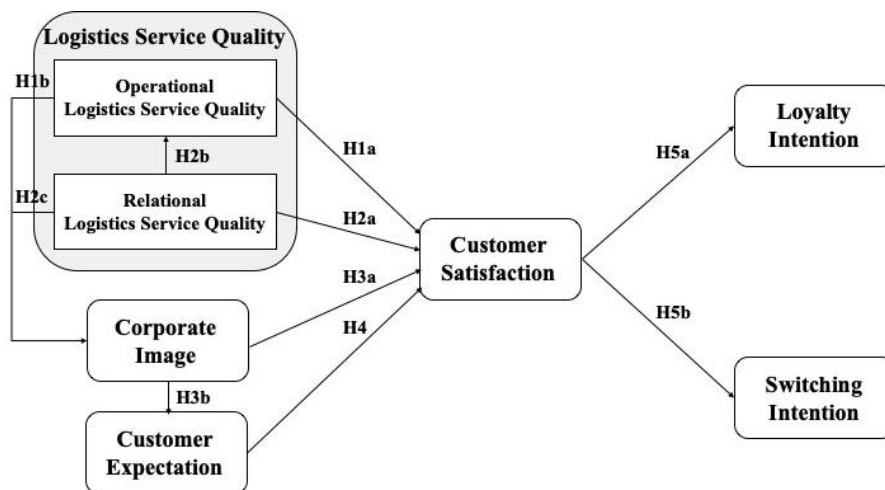 Logistics Service Quality
H1b
Operational
Logistics Service Quality
H2b
H1a
H2c
Relational
Logistics Service Quality
H2a
H3a
H4
Corporate
Image
H3b
Customer
Expectation
Customer
Satisfaction
H5a
H5b
Loyalty
Intention
Switching
Intention